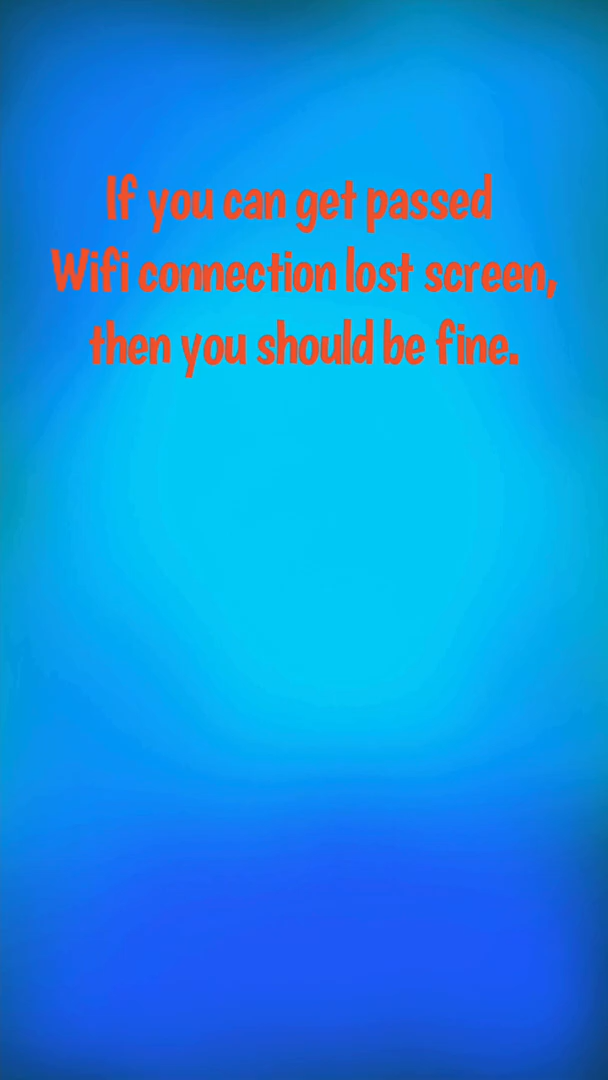 If you can get passed
Wifi connection lost screen,
then you should be fine.